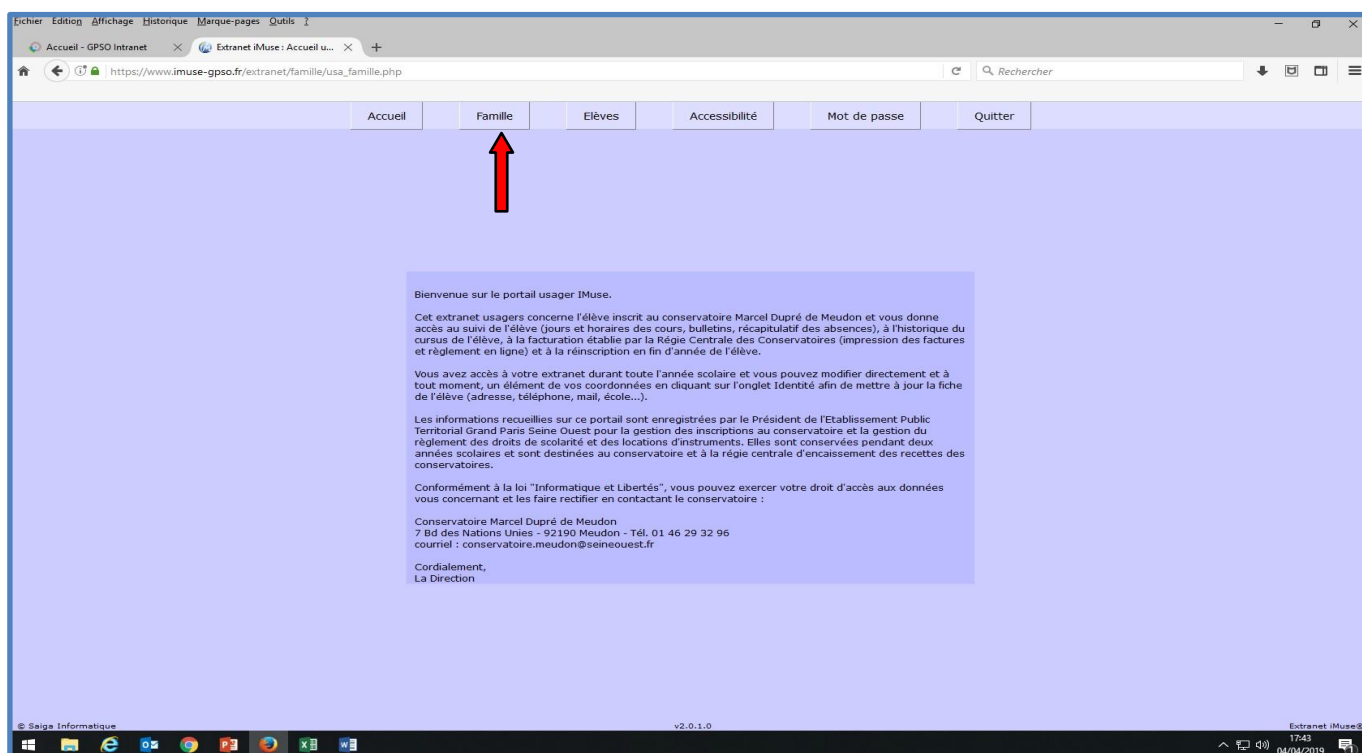 Fichier Edition Affichage Historique Marque-pages Outils ?
Accueil - GPSO Intranet
Extranet iMuse : Accueil u...
https://www.imuse-gpso.fr/extranet/famille/usa_famille.php
Rechercher
Accueil Famille Elèves Accessibilité Mot de passe Quitter
Bienvenue sur le portail usager IMuse.
Cet extranet usagers concerne l'élève inscrit au conservatoire Marcel Dupré de Meudon et vous donne
accès au suivi de l'élève (jours et horaires des cours, bulletins, récapitulatif des absences), à l'historique du
cursus de l'élève, à la facturation établie par la Régie Centrale des Conservatoires (impression des factures
et règlement en ligne) et à la réinscription en fin d'année de l'élève.
Vous avez accès à votre extranet durant toute l'année scolaire et vous pouvez modifier directement et à
tout moment, un élément de vos coordonnées en cliquant sur l'onglet Identité afin de mettre à jour la fiche
de l'élève (adresse, téléphone, mail, école...).
Les informations recueillies sur ce portail sont enregistrées par le Président de l'Etablissement Public
Territorial Grand Paris Seine Ouest pour la gestion des inscriptions au conservatoire et la gestion du
règlement des droits de scolarité et des locations d'instruments. Elles sont conservées pendant deux
années scolaires et sont destinées au conservatoire et à la régie centrale d'encaissement des recettes des
conservatoires.
Conformément à la loi "Informatique et Libertés", vous pouvez exercer votre droit d'accès aux données
vous concernant et les faire rectifier en contactant le conservatoire :
Conservatoire Marcel Dupré de Meudon
7 Bd des Nations Unies - 92190 Meudon - Tél. 01 46 29 32 96
courriel : conservatoire.meudon@seineouest.fr
Cordialement,
La Direction
© Saiga Informatique v2.0.1.0 Extranet iMuse®
17:43
04/04/2019